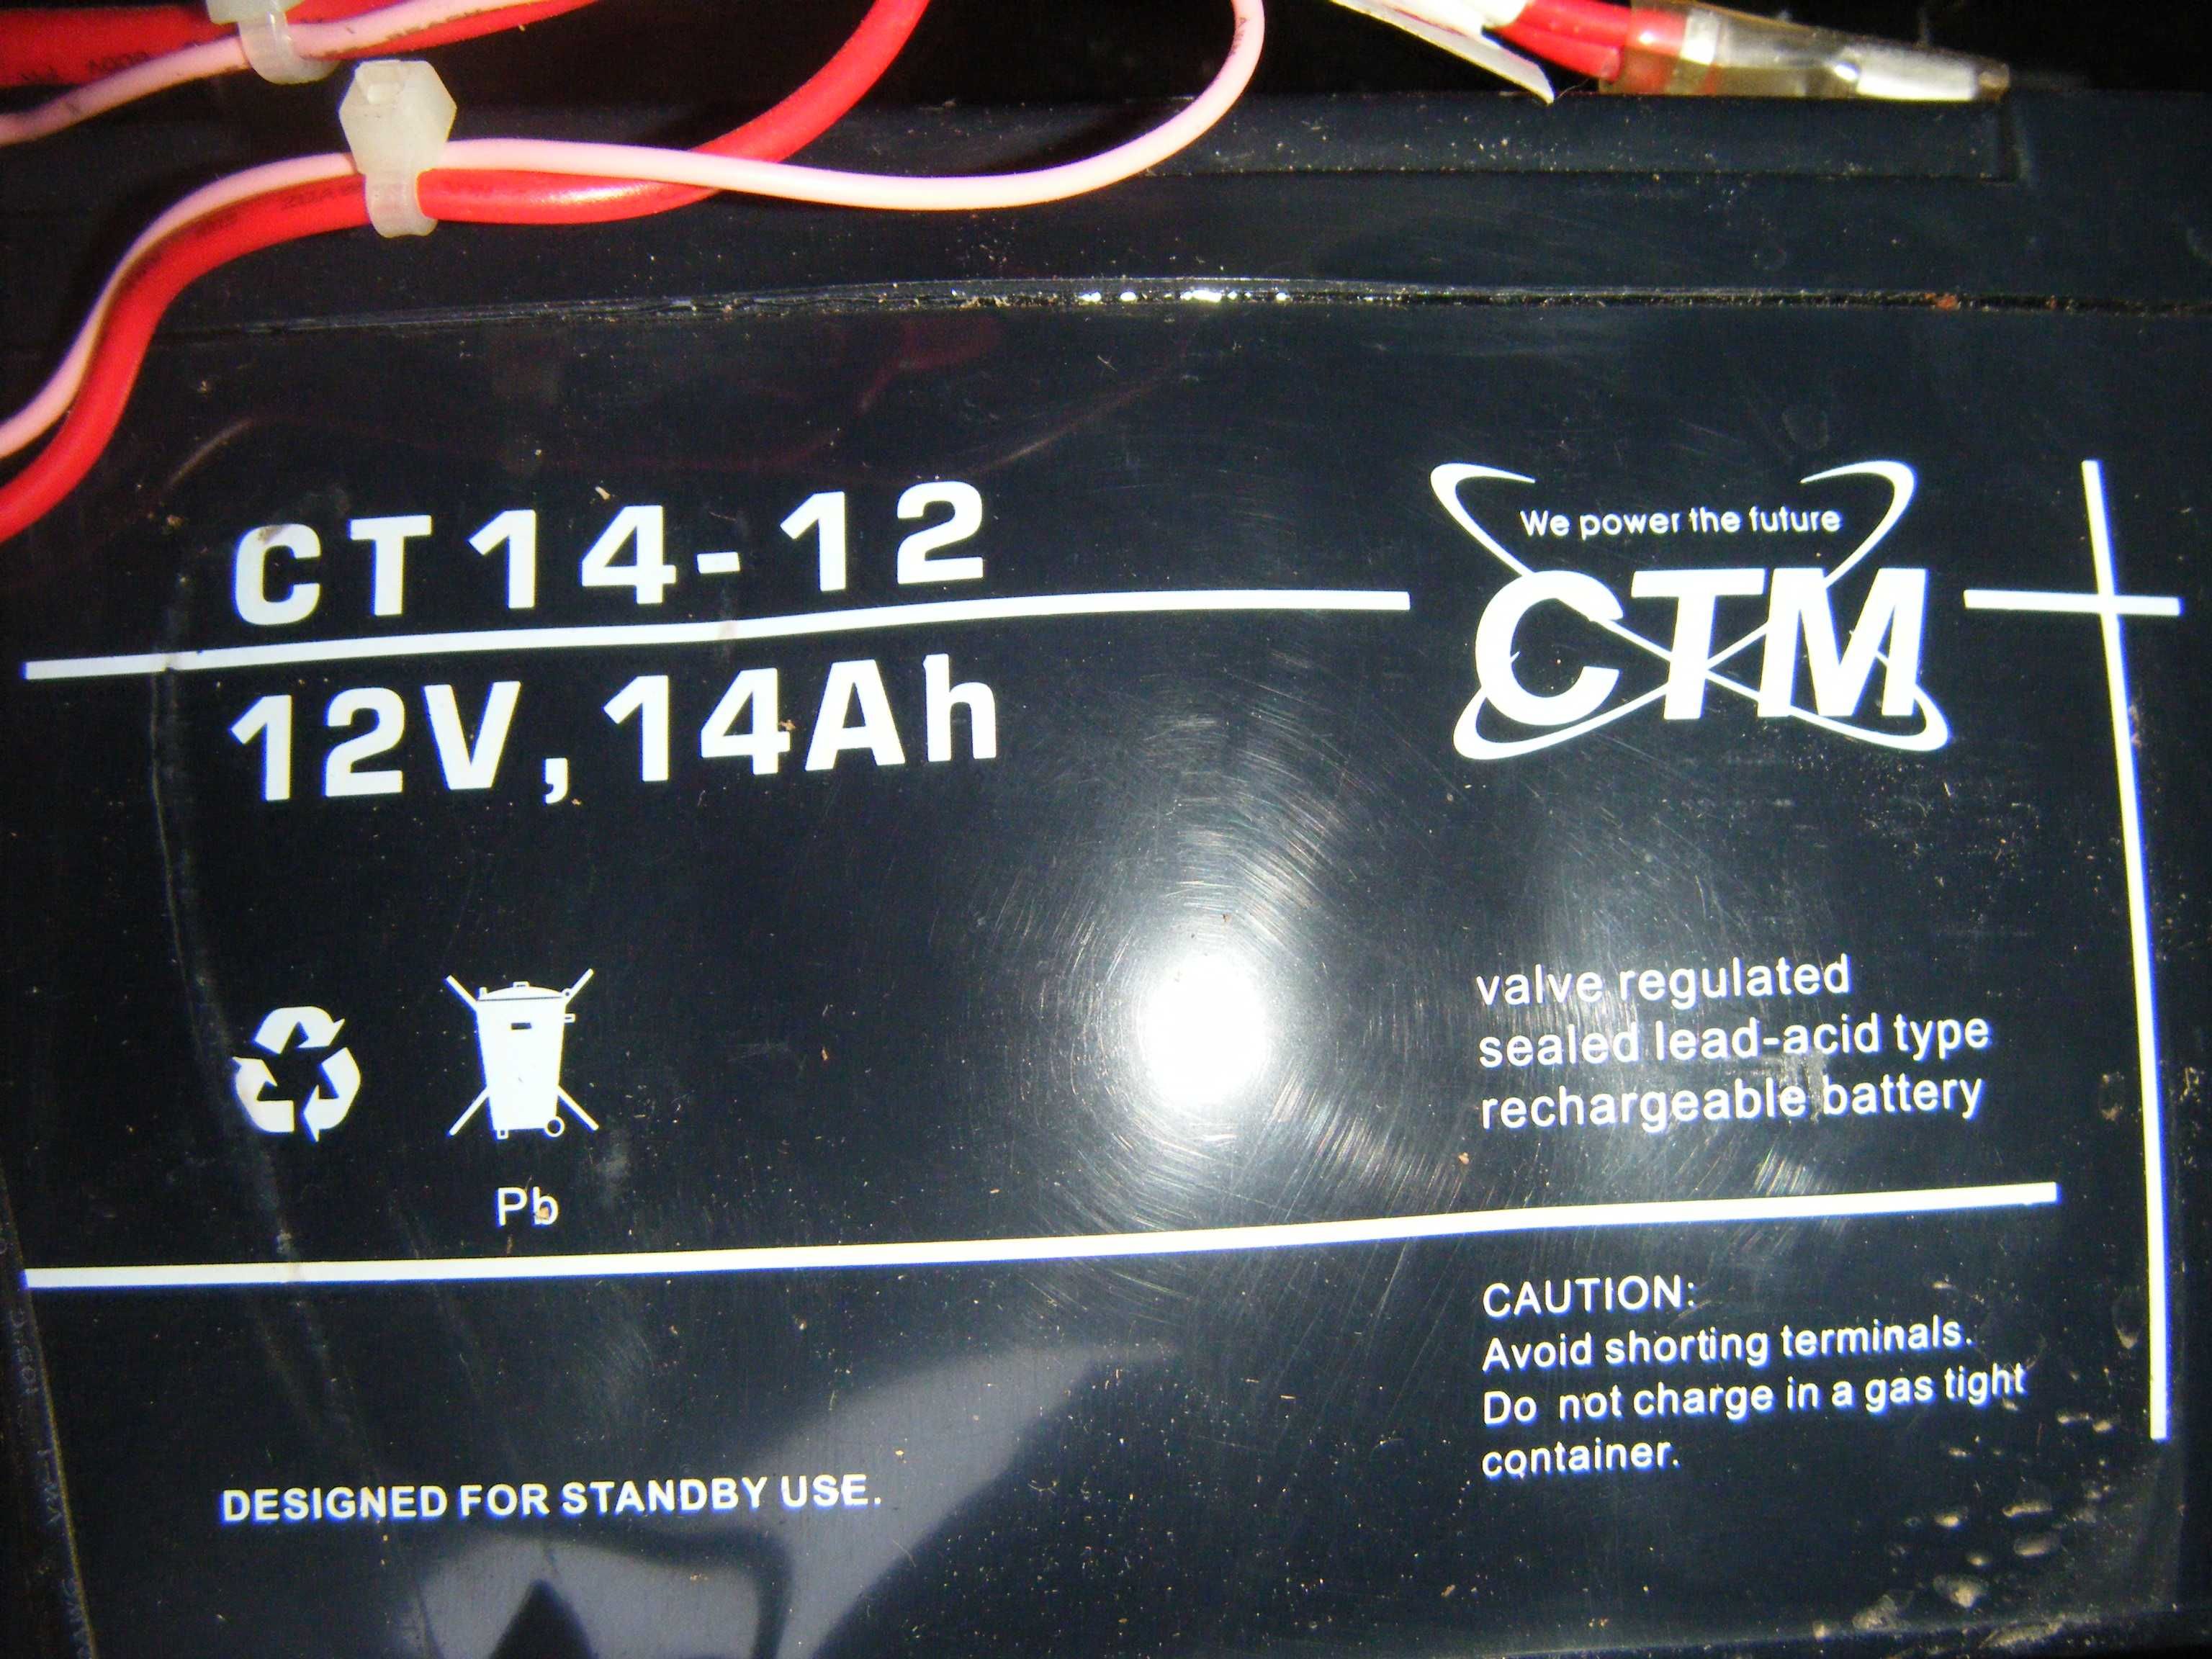 CT14-12
12V, 14Ah
We power the future
CTM
valve regulated
sealed lead-acid type
rechargeable battery
Pb
CAUTION:
Avoid shorting terminals.
Do not charge in a gas tight
container.
DESIGNED FOR STANDBY USE.